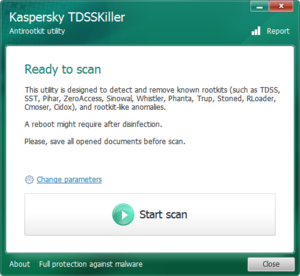 Kaspersky TDSSKiller
Antirootkit utility
Report
Ready to scan
This utility is designed to detect and remove known rootkits (such as TDSS,
SST, Pihar, ZeroAccess, Sinowal, Whistler, Phanta, Trup, Stoned, RLoader,
Cmoser, Cidox), and rootkit-like anomalies.
A reboot might require after disinfection.
Please, save all opened documents before scan.
Change parameters
Start scan
About
Full protection against malware
Close